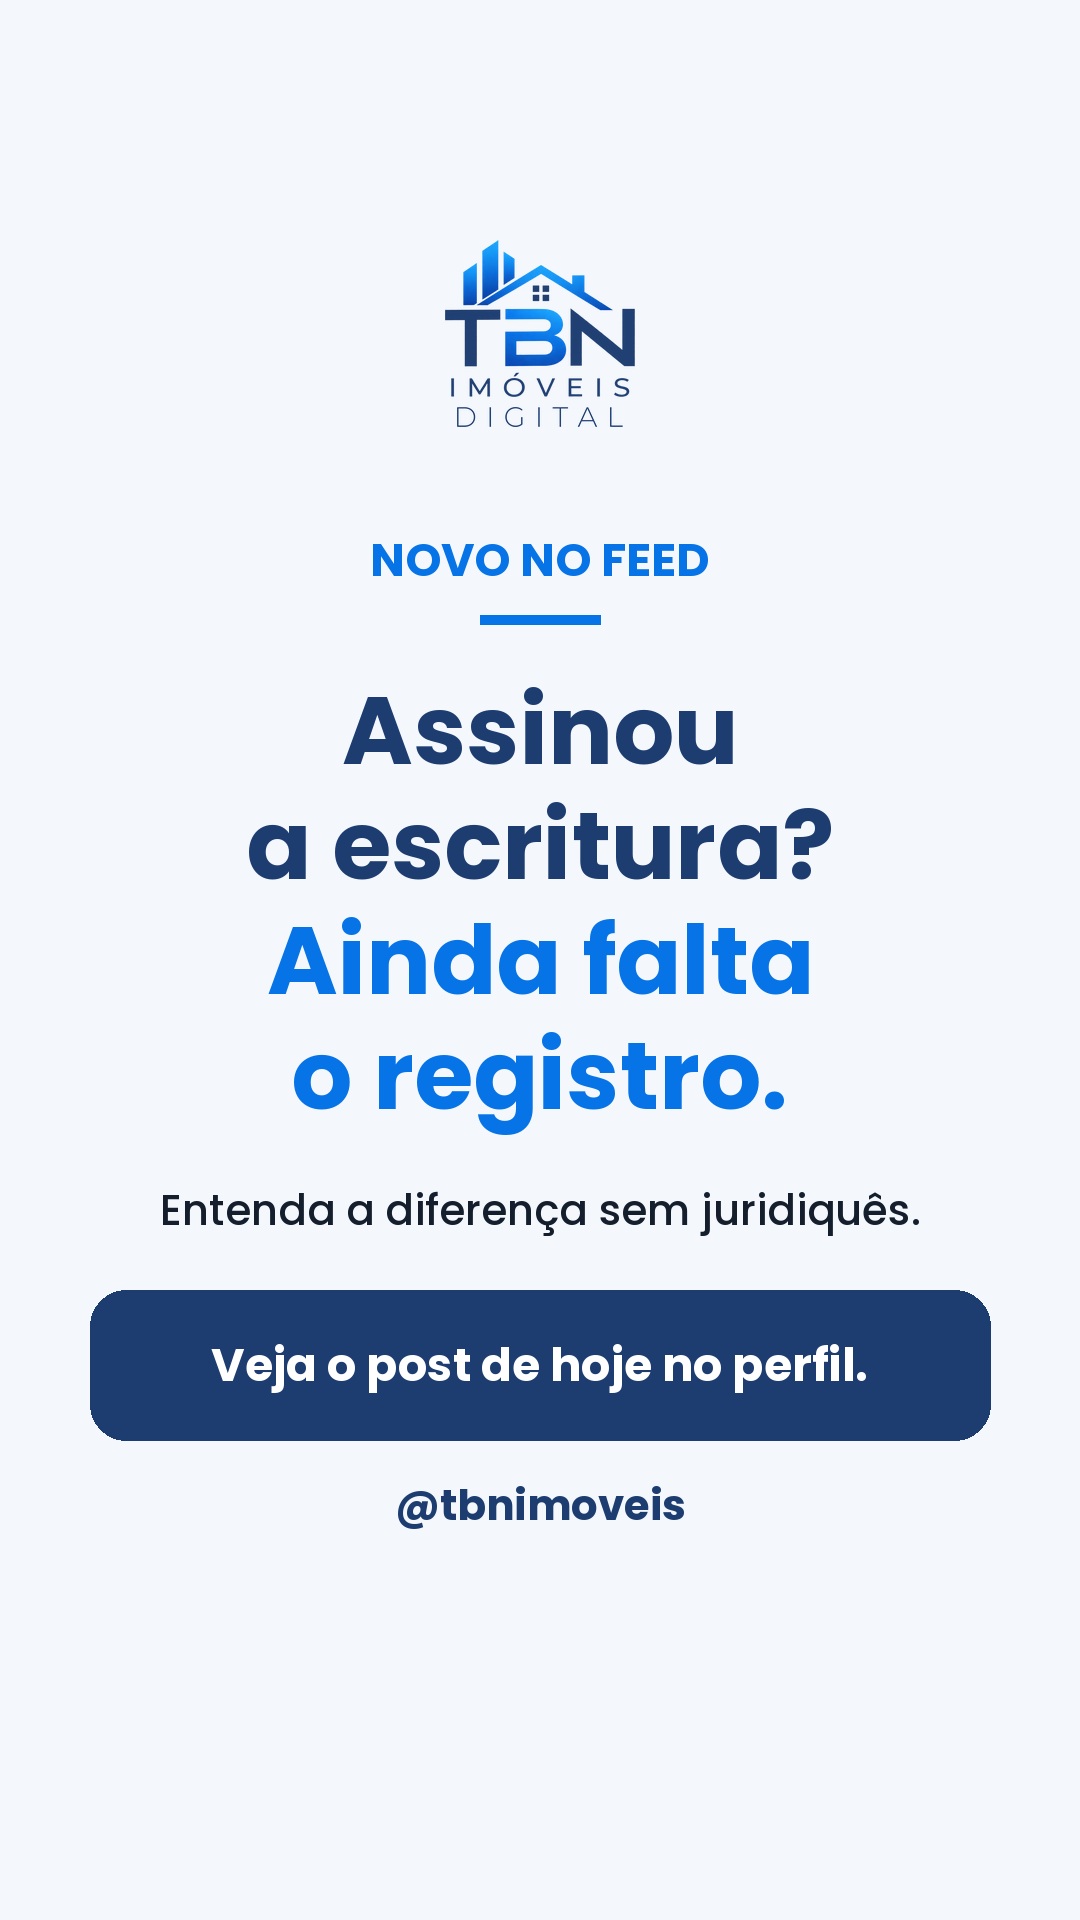 TBN
IMÓVEIS
DIGITAL
NOVO NO FEED
Assinou
a escritura?
Ainda falta
o registro.
Entenda a diferença sem juridiquês.
Veja o post de hoje no perfil.
@tbnimoveis